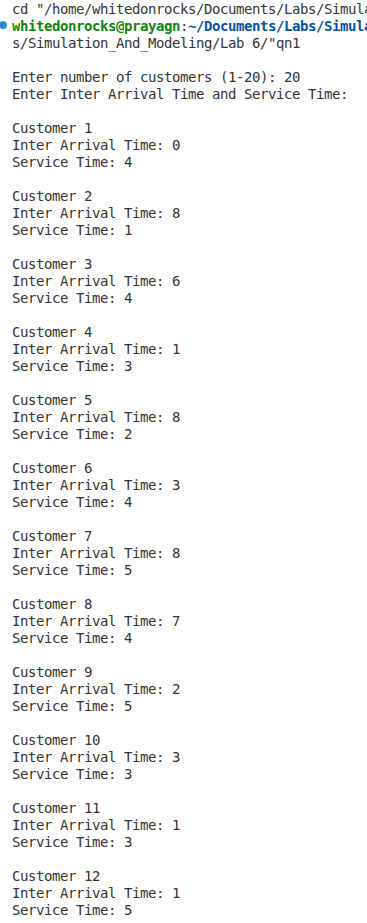 cd "/home/whitedonrocks/Documents/Labs/Simula
whitedonrocks@prayagn:~/Documents/Labs/Simula
s/Simulation_And_Modeling/Lab 6/"qn1
Enter number of customers (1-20): 20
Enter Inter Arrival Time and Service Time:
Customer 1
Inter Arrival Time: 0
Service Time: 4
Customer 2
Inter Arrival Time: 8
Service Time: 1
Customer 3
Inter Arrival Time: 6
Service Time: 4
Customer 4
Inter Arrival Time: 1
Service Time: 3
Customer 5
Inter Arrival Time: 8
Service Time: 2
Customer 6
Inter Arrival Time: 3
Service Time: 4
Customer 7
Inter Arrival Time: 8
Service Time: 5
Customer 8
Inter Arrival Time: 7
Service Time: 4
Customer 9
Inter Arrival Time: 2
Service Time: 5
Customer 10
Inter Arrival Time: 3
Service Time: 3
Customer 11
Inter Arrival Time: 1
Service Time: 3
Customer 12
Inter Arrival Time: 1
Service Time: 5